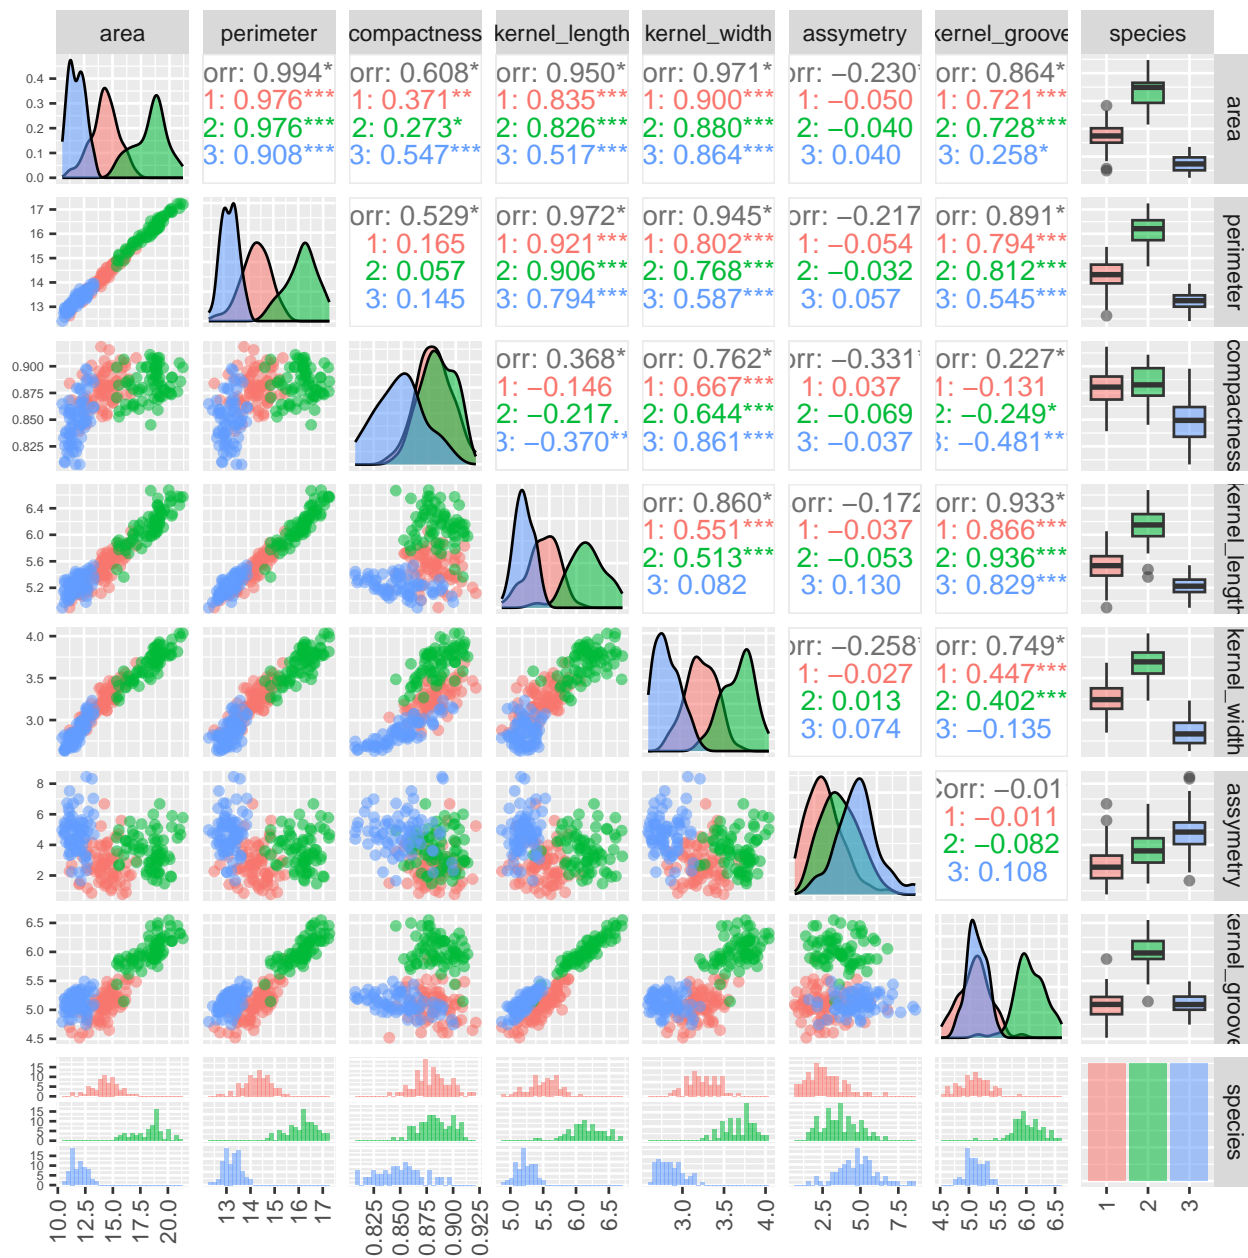 area perimeter compactness kernel_length kernel_width assymetry kernel_groove species
orr: 0.994* orr: 0.608* orr: 0.950* orr: 0.971* orr: −0.230* orr: 0.864*
1: 0.976*** 1: 0.371** 1: 0.835*** 1: 0.900*** 1: −0.050 1: 0.721***
2: 0.976*** 2: 0.273* 2: 0.826*** 2: 0.880*** 2: −0.040 2: 0.728***
3: 0.908*** 3: 0.547*** 3: 0.517*** 3: 0.864*** 3: 0.040 3: 0.258*
0.4
0.3
0.2
0.1
0.0
area
orr: 0.529* orr: 0.972* orr: 0.945* orr: −0.217 orr: 0.891*
1: 0.165 1: 0.921*** 1: 0.802*** 1: −0.054 1: 0.794***
2: 0.057 2: 0.906*** 2: 0.768*** 2: −0.032 2: 0.812***
3: 0.145 3: 0.794*** 3: 0.587*** 3: 0.057 3: 0.545***
17
16
15
14
13
perimeter
orr: 0.368* orr: 0.762* orr: −0.331* orr: 0.227*
1: −0.146 1: 0.667*** 1: 0.037 1: −0.131
2: −0.217. 2: 0.644*** 2: −0.069 2: −0.249*
3: −0.370** 3: 0.861*** 3: −0.037 3: −0.481**
0.900
0.875
0.850
0.825
compactness
orr: 0.860* orr: −0.172 orr: 0.933*
1: 0.551*** 1: −0.037 1: 0.866***
2: 0.513*** 2: −0.053 2: 0.936***
3: 0.082 3: 0.130 3: 0.829***
6.4
6.0
5.6
5.2
kernel_length
orr: −0.258* orr: 0.749*
1: −0.027 1: 0.447***
2: 0.013 2: 0.402***
3: 0.074 3: −0.135
4.0
3.5
3.0
kernel_width
Corr: −0.01
1: −0.011
2: −0.082
3: 0.108
8
6
4
2
assymetry
6.5
6.0
5.5
5.0
4.5
kernel_groove
15
10
5
0
15
10
5
0
15
10
5
0
species
10.0 12.5 15.0 17.5 20.0 13 14 15 16 17 0.825 0.850 0.875 0.900 0.925 5.0 5.5 6.0 6.5 3.0 3.5 4.0 2.5 5.0 7.5 4.5 5.0 5.5 6.0 6.5 1 2 3